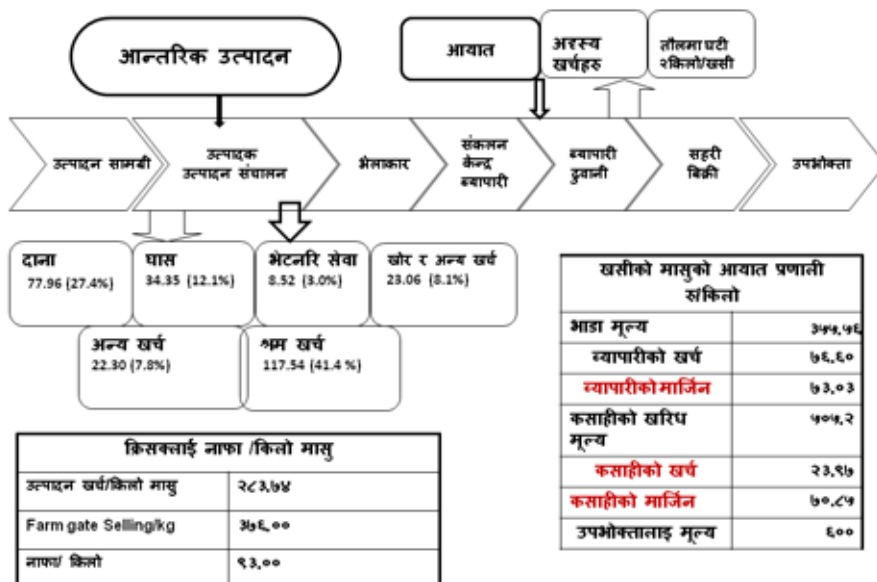 आन्तरिक उत्पादन
आयात
अदृस्य
खर्चहरु
तौलमा घटी
२किलो/खसी
उत्पादन सामग्री
उत्पादक
उत्पादन संचालन
भेलाकार
संकलन
केन्द्र
ब्यापारी
ब्यापारी
ढुवानी
सहरी
बिक्री
उपभोक्ता
दाना
77.96 (27.4%)
घास
34.35 (12.1%)
भेटनरि सेवा
8.52 (3.0%)
खोर र अन्य खर्च
23.06 (8.1%)
अन्य खर्च
22.30 (7.8%)
श्रम खर्च
117.54 (41.4 %)
खसीको मासुको आयात प्रणाली
रु/किलो
भाडा मूल्य ३५५.५६
ब्यापारीको खर्च ७६.६०
ब्यापारीको मार्जिन ७३.०३
कसाहीको खरिध
मूल्य ५०५.२
कसाहीको खर्च २३.९५
कसाहीको मार्जिन ७०.८५
उपभोक्तालाइ मूल्य ६००
क्रिसकलाई नाफा /किलो मासु
उत्पादन खर्च/किलो मासु २८३.७४
Farm gate Selling/kg ३७६.००
नाफा/ किलो ९३.००